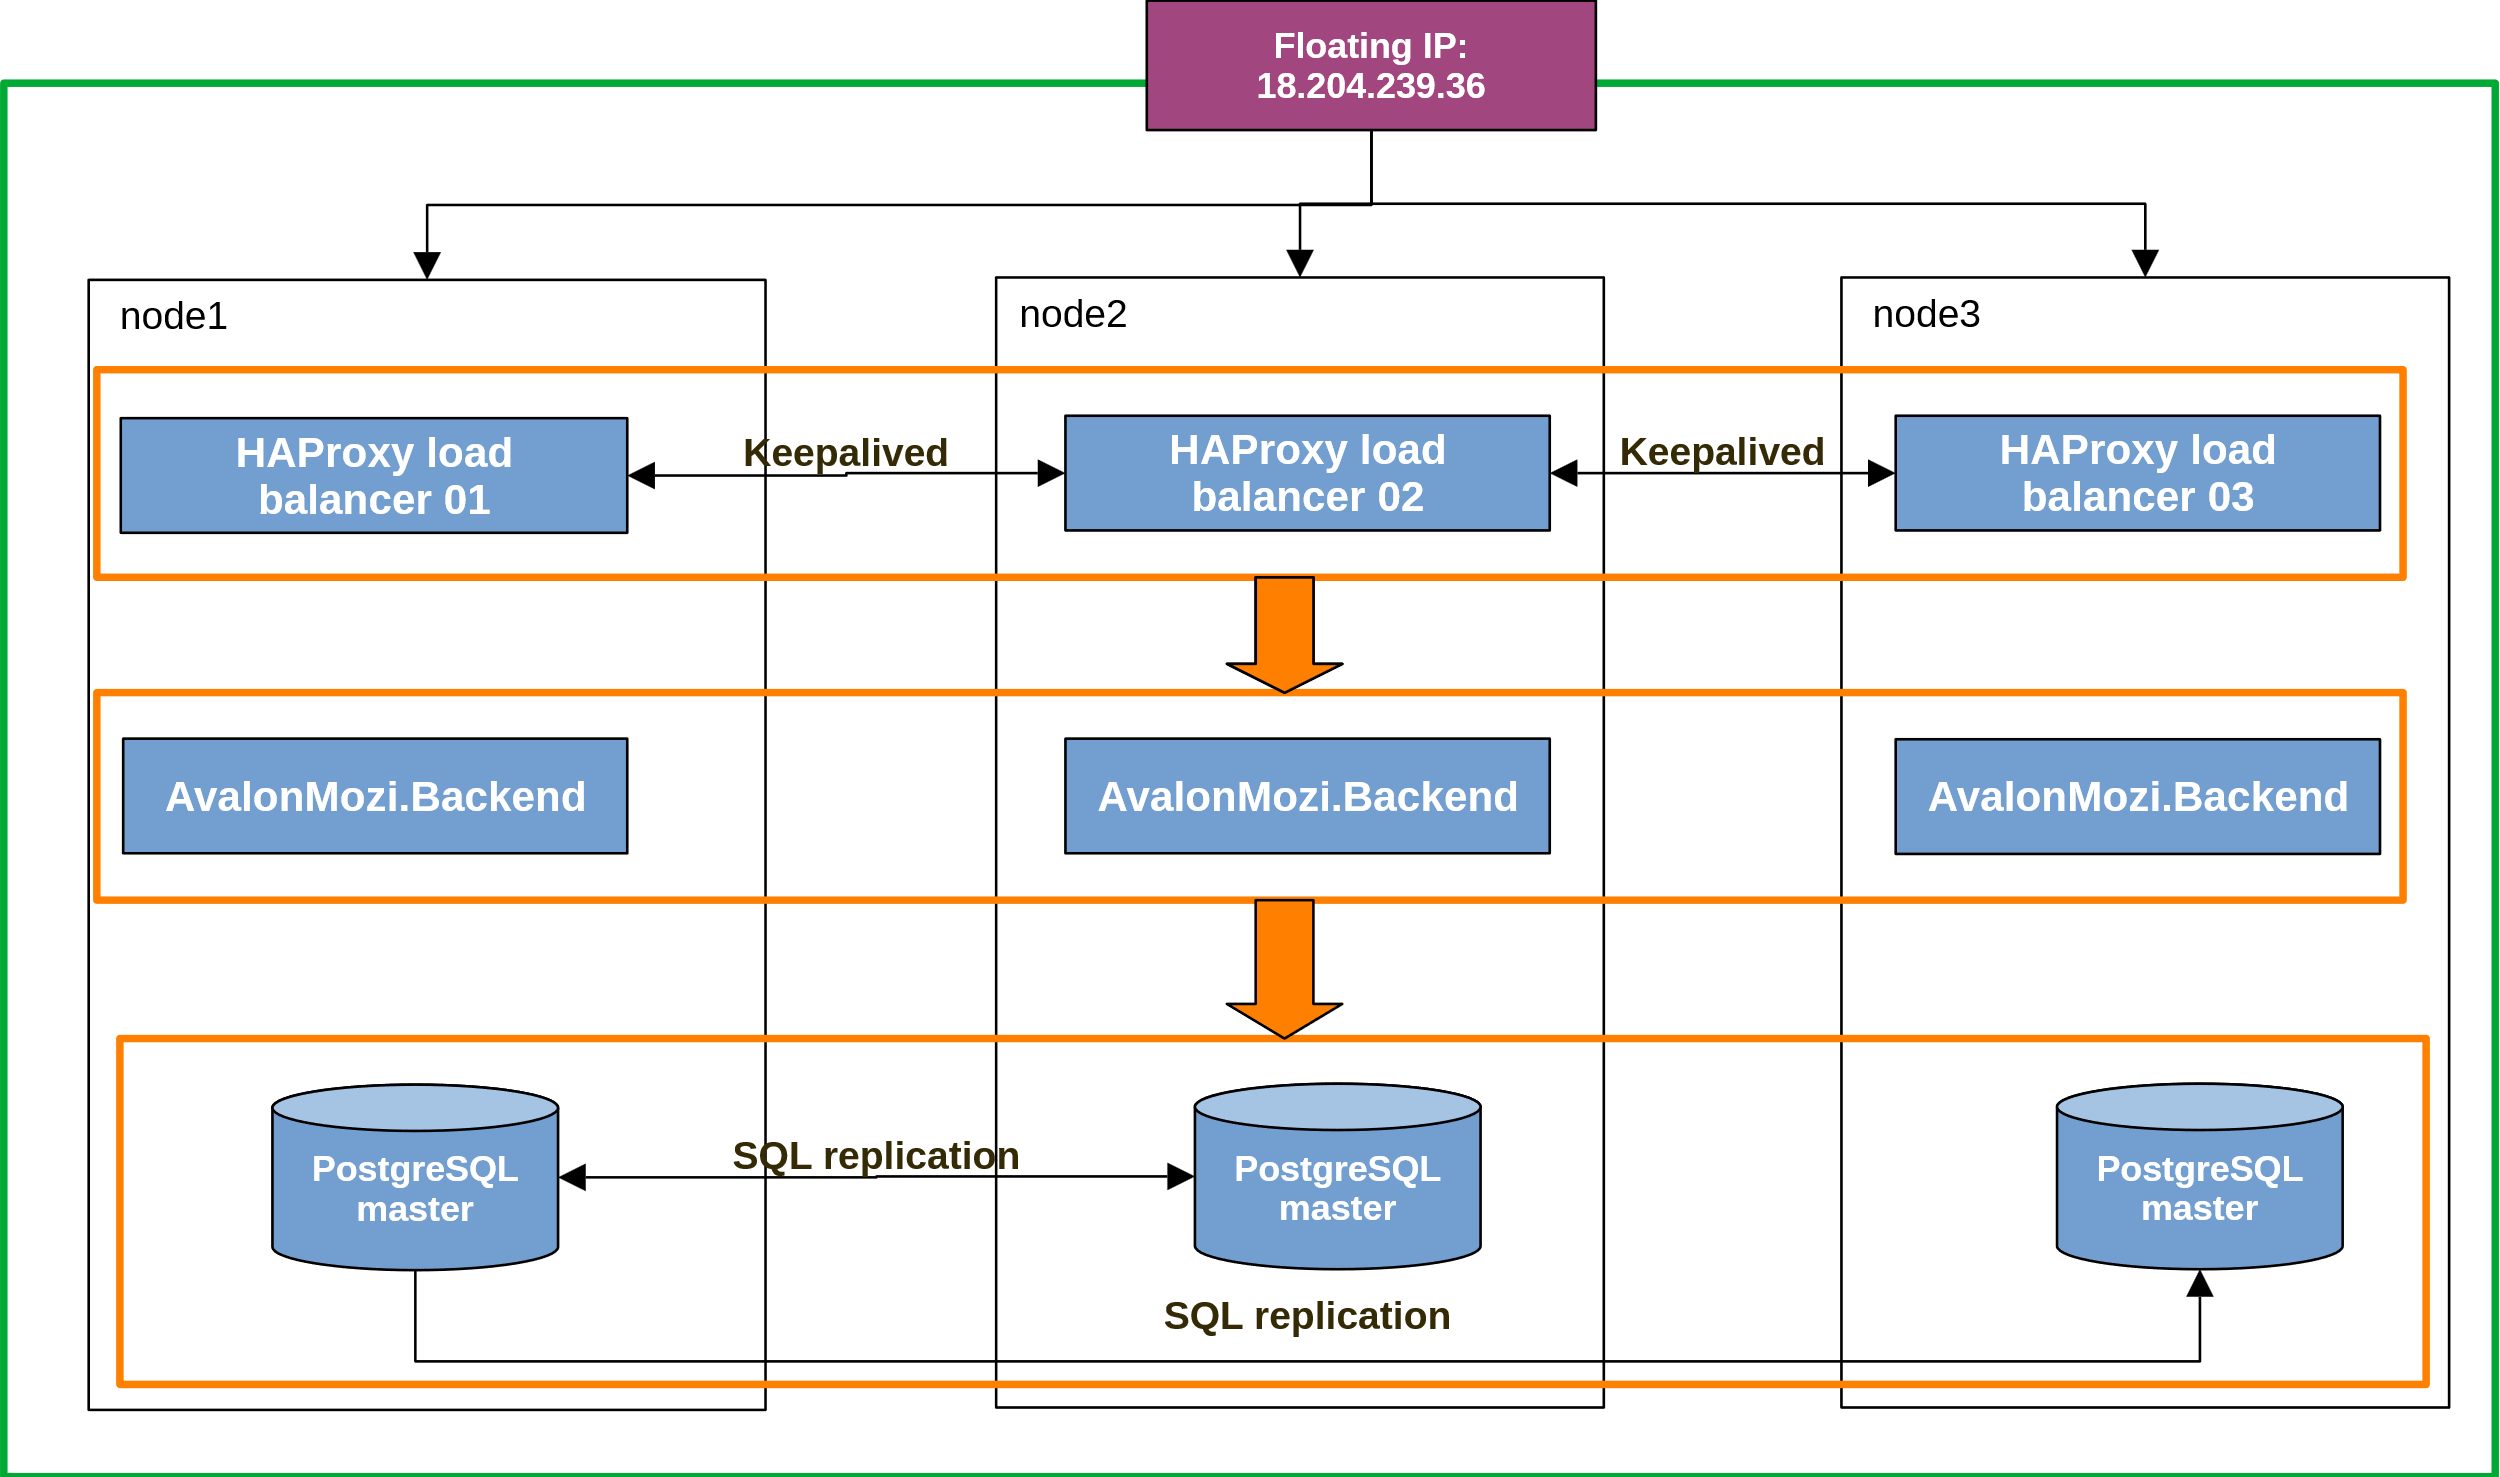 Floating IP:
18.204.239.36
node1
node2
node3
HAProxy load
balancer 01
Keepalived
HAProxy load
balancer 02
Keepalived
HAProxy load
balancer 03
AvalonMozi.Backend
AvalonMozi.Backend
AvalonMozi.Backend
PostgreSQL
master
SQL replication
PostgreSQL
master
PostgreSQL
master
SQL replication